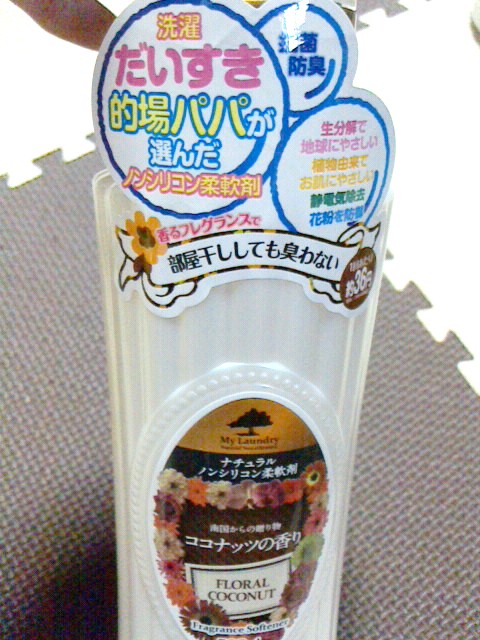 洗濯
だいすき
的場パパが
選んだ
ノンシリコン柔軟剤
抗菌
防臭
生分解で
地球にやさしい
植物由来で
お肌にやさしい
静電気除去
花粉を防御
香るフレグランスで
部屋干ししても臭わない
約36円
My Laundry
ナチュラル
ノンシリコン柔軟剤
南国からの贈り物
ココナッツの香り
FLORAL
COCONUT
Fragrance Softener